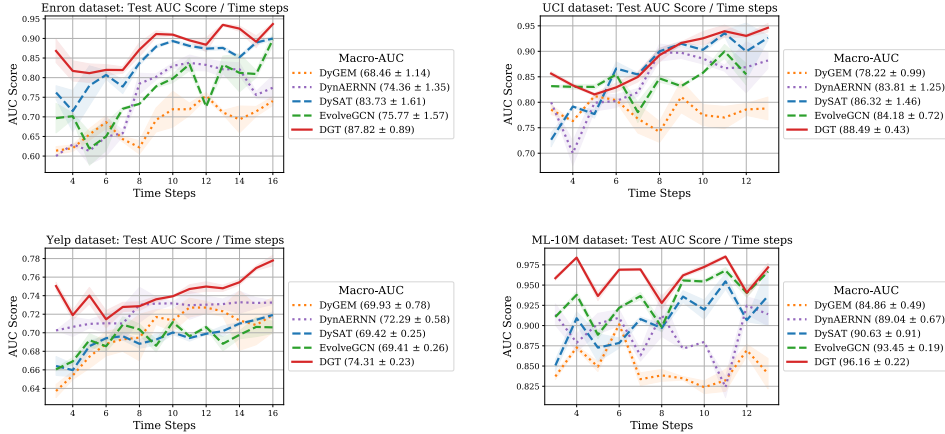 Enron dataset: Test AUC Score / Time steps
0.95
0.90
0.85
0.80
0.75
0.70
0.65
0.60
AUC Score
4 6 8 10 12 14 16
Time Steps
Macro-AUC
DyGEM (68.46 ± 1.14)
DynAERNN (74.36 ± 1.35)
DySAT (83.73 ± 1.61)
EvolveGCN (75.77 ± 1.57)
DGT (87.82 ± 0.89)
UCI dataset: Test AUC Score / Time steps
0.95
0.90
0.85
0.80
0.75
0.70
AUC Score
4 6 8 10 12
Time Steps
Macro-AUC
DyGEM (78.22 ± 0.99)
DynAERNN (83.81 ± 1.25)
DySAT (86.32 ± 1.46)
EvolveGCN (84.18 ± 0.72)
DGT (88.49 ± 0.43)
Yelp dataset: Test AUC Score / Time steps
0.78
0.76
0.74
0.72
0.70
0.68
0.66
0.64
AUC Score
4 6 8 10 12 14 16
Time Steps
Macro-AUC
DyGEM (69.93 ± 0.78)
DynAERNN (72.29 ± 0.58)
DySAT (69.42 ± 0.25)
EvolveGCN (69.41 ± 0.26)
DGT (74.31 ± 0.23)
ML-10M dataset: Test AUC Score / Time steps
0.975
0.950
0.925
0.900
0.875
0.850
0.825
AUC Score
4 6 8 10 12
Time Steps
Macro-AUC
DyGEM (84.86 ± 0.49)
DynAERNN (89.04 ± 0.67)
DySAT (90.63 ± 0.91)
EvolveGCN (93.45 ± 0.19)
DGT (96.16 ± 0.22)